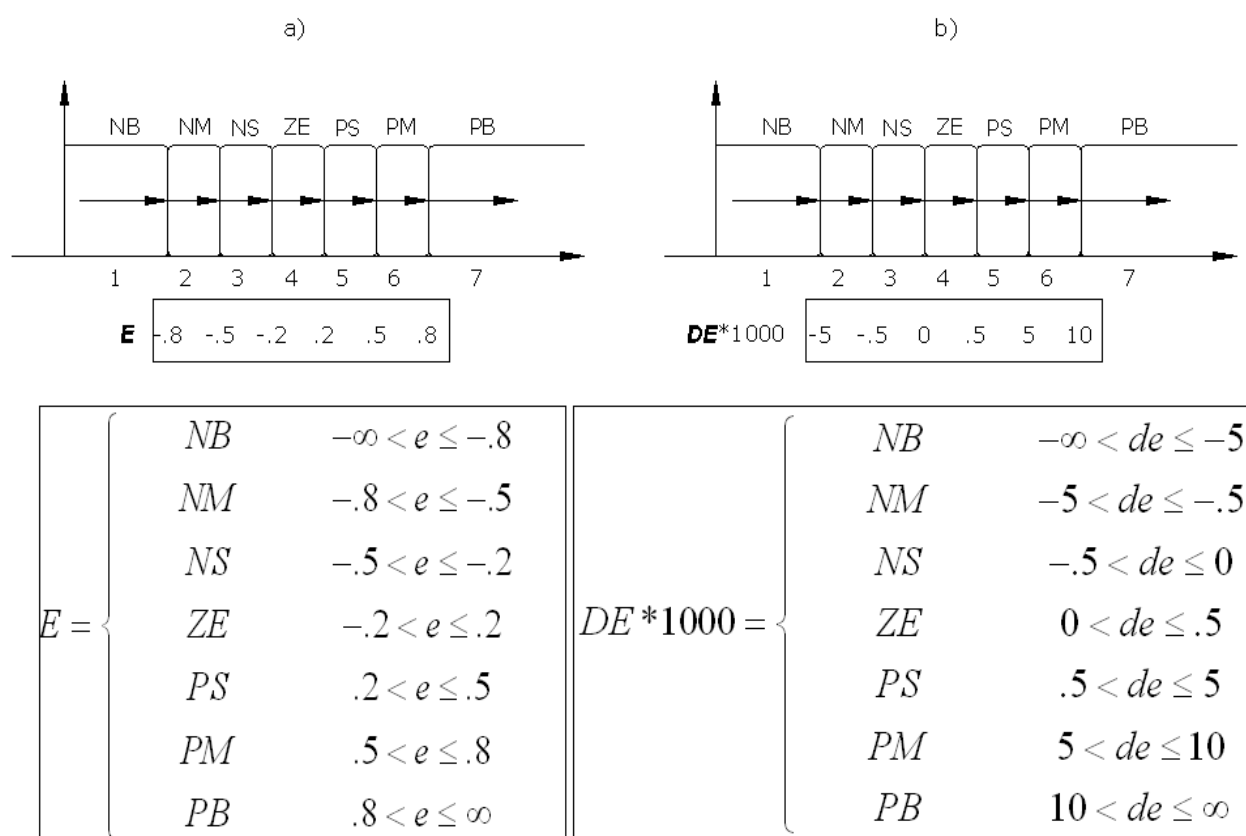 a)
NB NM NS ZE PS PM PB
1 2 3 4 5 6 7
E -.8 -.5 -.2 .2 .5 .8
b)
NB NM NS ZE PS PM PB
1 2 3 4 5 6 7
DE*1000 -5 -.5 0 .5 5 10
E = {
NB −∞ < e ≤ −.8
NM −.8 < e ≤ −.5
NS −.5 < e ≤ −.2
ZE −.2 < e ≤ .2
PS .2 < e ≤ .5
PM .5 < e ≤ .8
PB .8 < e ≤ ∞
DE *1000 = {
NB −∞ < de ≤ −5
NM −5 < de ≤ −.5
NS −.5 < de ≤ 0
ZE 0 < de ≤ .5
PS .5 < de ≤ 5
PM 5 < de ≤ 10
PB 10 < de ≤ ∞